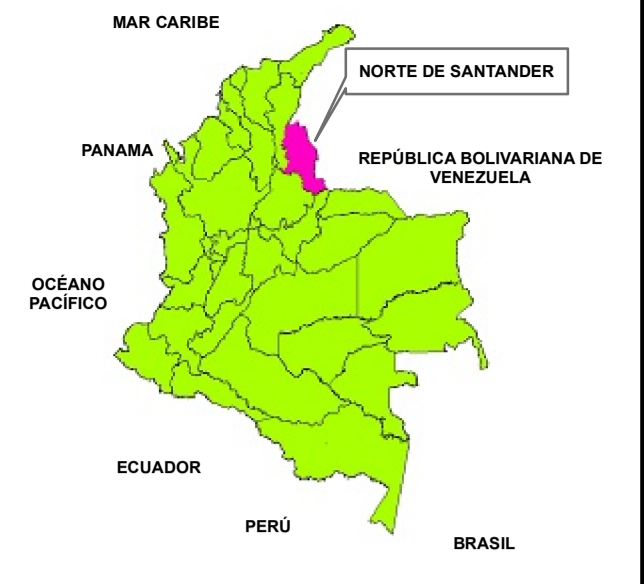 MAR CARIBE
NORTE DE SANTANDER
PANAMA
REPÚBLICA BOLIVARIANA DE
VENEZUELA
OCÉANO
PACÍFICO
ECUADOR
PERÚ
BRASIL